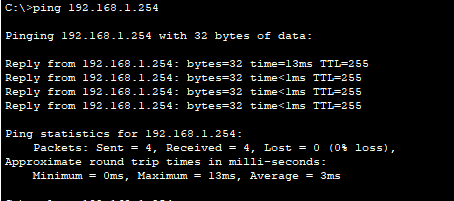 C:\>ping 192.168.1.254
Pinging 192.168.1.254 with 32 bytes of data:
Reply from 192.168.1.254: bytes=32 time=13ms TTL=255
Reply from 192.168.1.254: bytes=32 time<1ms TTL=255
Reply from 192.168.1.254: bytes=32 time<1ms TTL=255
Reply from 192.168.1.254: bytes=32 time<1ms TTL=255
Ping statistics for 192.168.1.254:
Packets: Sent = 4, Received = 4, Lost = 0 (0% loss),
Approximate round trip times in milli-seconds:
Minimum = 0ms, Maximum = 13ms, Average = 3ms